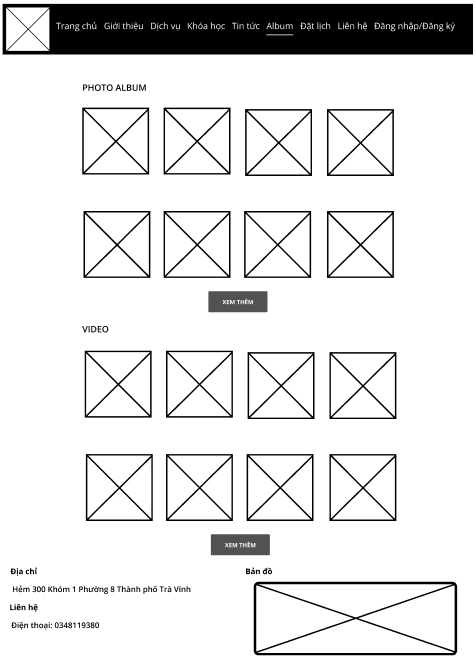 Trang chủ Giới thiệu Dịch vụ Khóa học Tin tức Album Đặt lịch Liên hệ Đăng nhập/Đăng ký
PHOTO ALBUM
XEM THÊM
VIDEO
XEM THÊM
Địa chỉ
Hẻm 300 Khóm 1 Phường 8 Thành phố Trà Vinh
Liên hệ
Điện thoại: 0348119380
Bản đồ